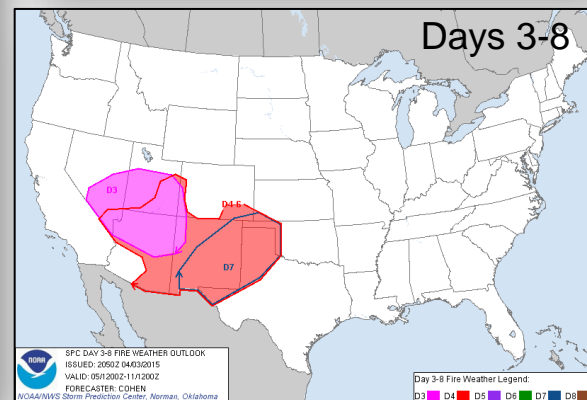 Days 3-8
D3
D4-6
D7
NOAA
SPC DAY 3-8 FIRE WEATHER OUTLOOK
ISSUED: 2050Z 04/03/2015
VALID: 05/1200Z-11/1200Z
FORECASTER: COHEN
NOAA/NWS Storm Prediction Center, Norman, Oklahoma
Day 3-8 Fire Weather Legend:
D3 D4 D5 D6 D7 D8